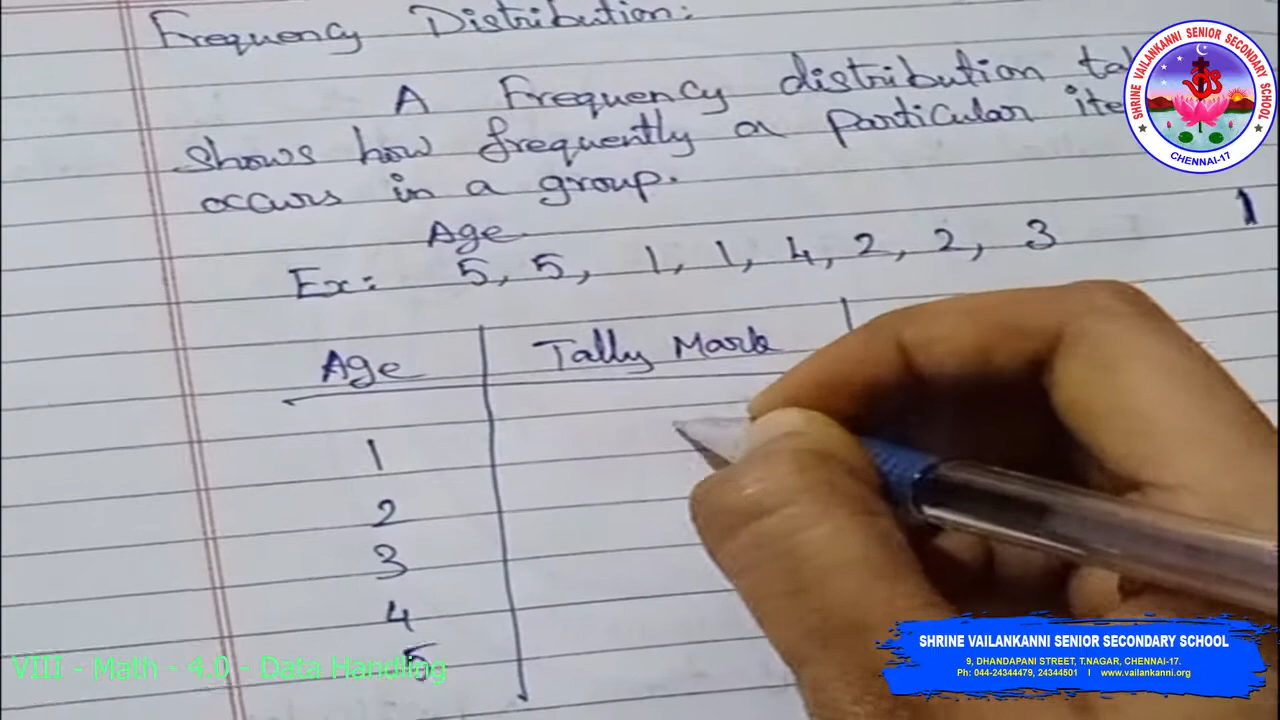 Frequency Distribution:
A Frequency distribution
shows how frequently a particular
occurs in a group.
Age
Ex: 5, 5, 1, 1, 4, 2, 2, 3
1
Age Tally Mark
1
2
3
4
5
VIII - Math - 4.0 - Data Handling
SHRINE VAILANKANNI SENIOR SECONDARY SCHOOL
CHENNAI-17
SHRINE VAILANKANNI SENIOR SECONDARY SCHOOL
9, DHANDAPANI STREET, T.NAGAR, CHENNAI-17.
Ph: 044-24344479, 24344501 I www.vailankanni.org